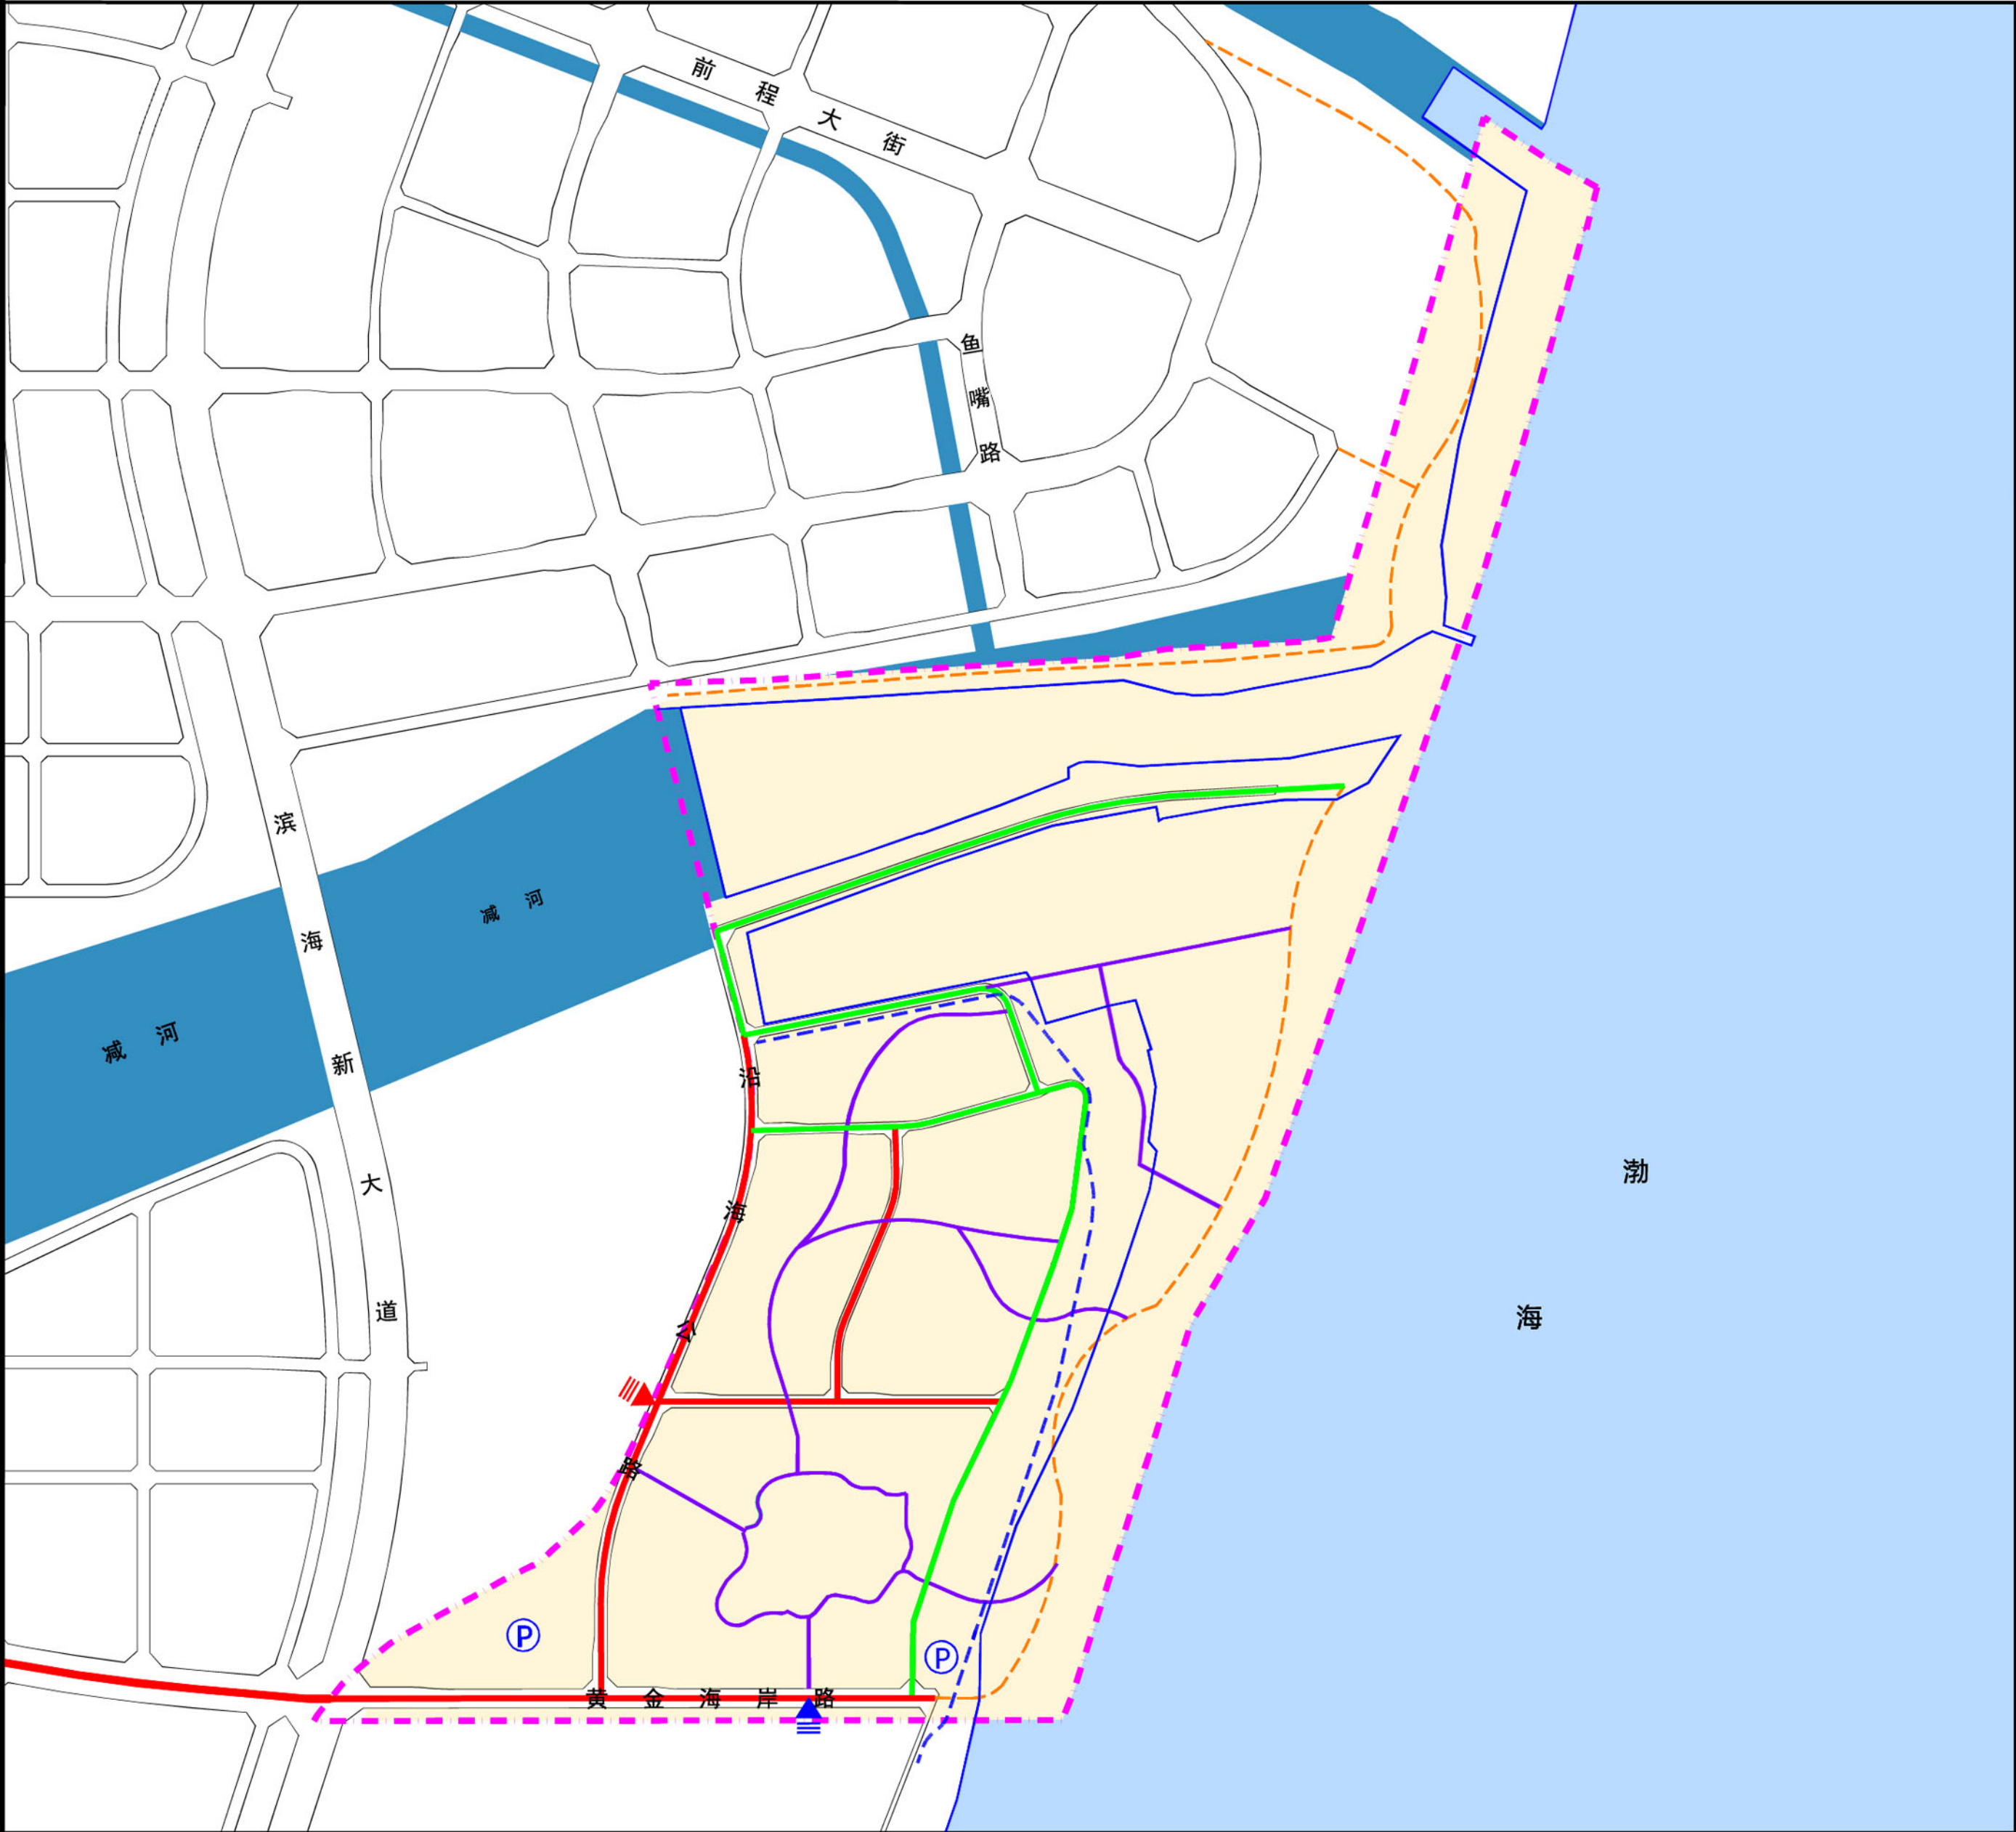 前程大街
鱼嘴路
滨海新大道
减河
减河
沿海公路
渤海
P
P
黄金海岸路